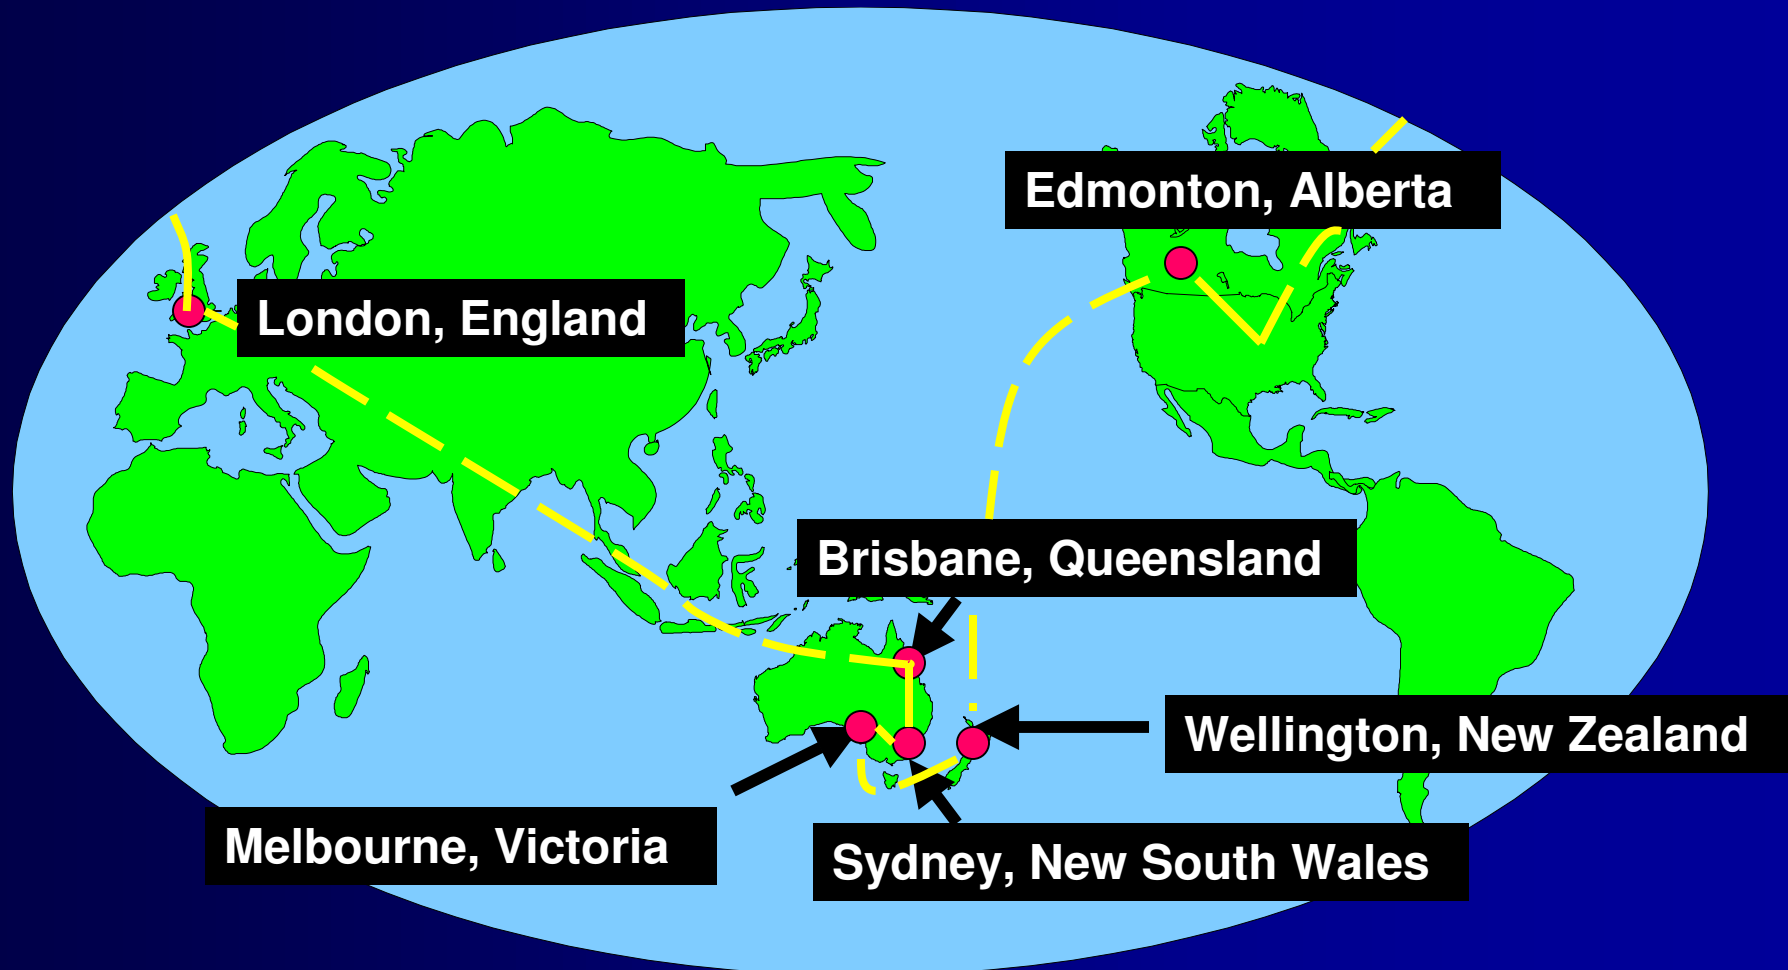 Edmonton, Alberta
London, England
Brisbane, Queensland
Wellington, New Zealand
Melbourne, Victoria
Sydney, New South Wales